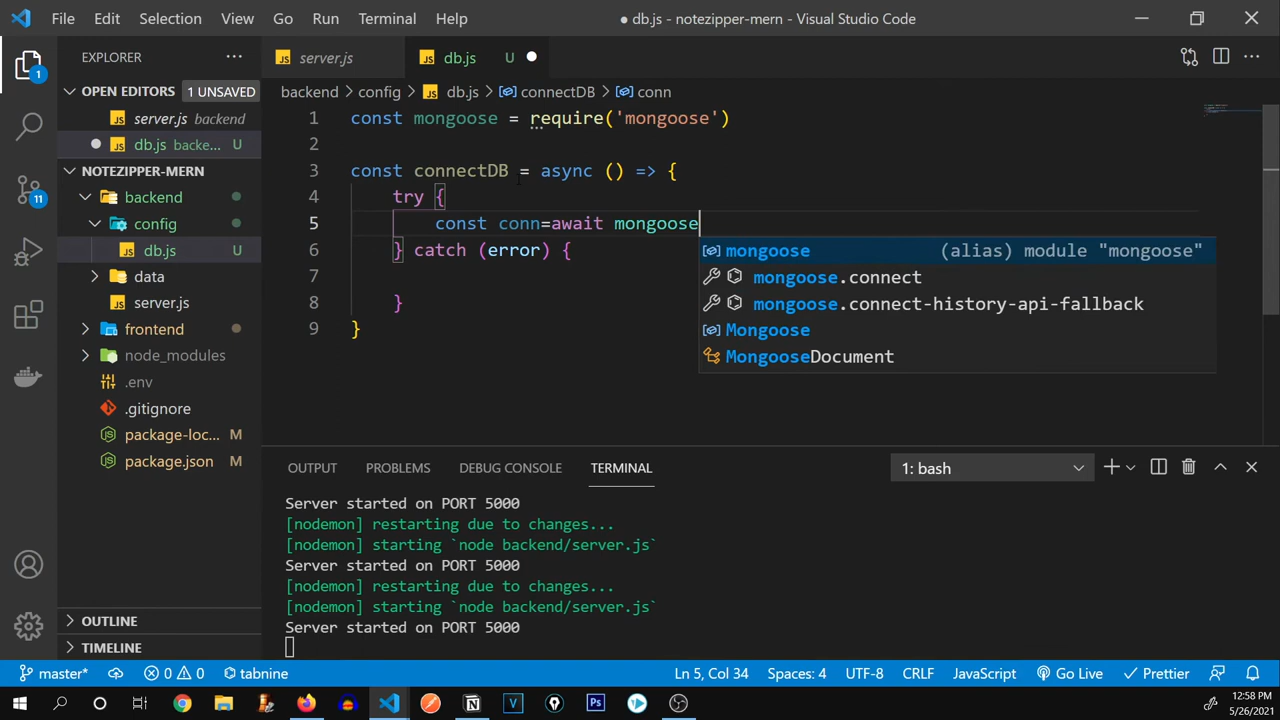 File Edit Selection View Go Run Terminal Help
● db.js - notezipper-mern - Visual Studio Code
EXPLORER
OPEN EDITORS 1 UNSAVED
server.js backend
db.js backe... U
NOTEZIPPER-MERN
backend
config
db.js U
data
server.js
frontend
node_modules
.env
.gitignore
package-loc... M
package.json M
OUTLINE
TIMELINE
1
11
server.js
db.js U
backend > config > db.js > connectDB > conn
1 const mongoose = require('mongoose')
2
3 const connectDB = async () => {
4 try {
5 const conn=await mongoose
6 } catch (error) {
7
8 }
9 }
mongoose (alias) module "mongoose"
mongoose.connect
mongoose.connect-history-api-fallback
Mongoose
MongooseDocument
OUTPUT PROBLEMS DEBUG CONSOLE TERMINAL 1: bash
Server started on PORT 5000
[nodemon] restarting due to changes...
[nodemon] starting `node backend/server.js`
Server started on PORT 5000
[nodemon] restarting due to changes...
[nodemon] starting `node backend/server.js`
Server started on PORT 5000
master* 0 0 tabnine Ln 5, Col 34 Spaces: 4 UTF-8 CRLF JavaScript Go Live Prettier
12:58 PM
5/26/2021